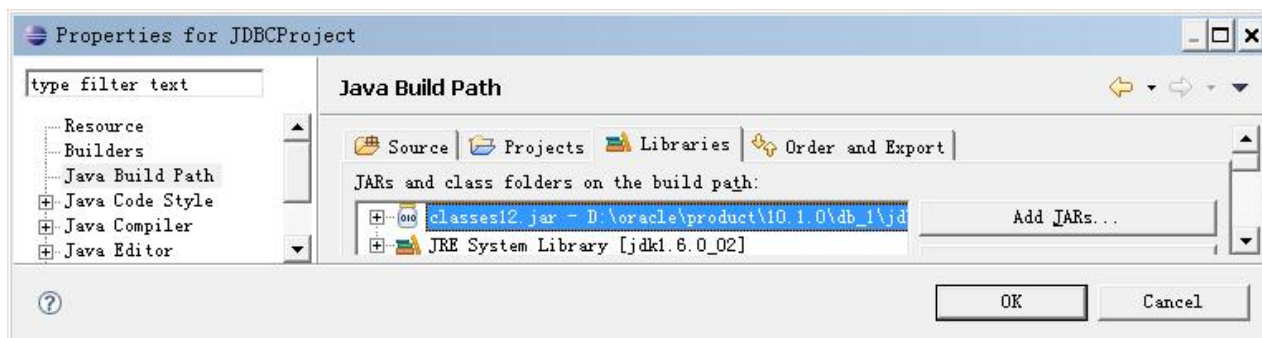 Properties for JDBCProject
type filter text
Java Build Path
Resource
Builders
Java Build Path
Java Code Style
Java Compiler
Java Editor
Source Projects Libraries Order and Export
JARs and class folders on the build path:
classes12.jar - D:\oracle\product\10.1.0\db_1\jd
Add JARs...
JRE System Library [jdk1.6.0_02]
OK Cancel